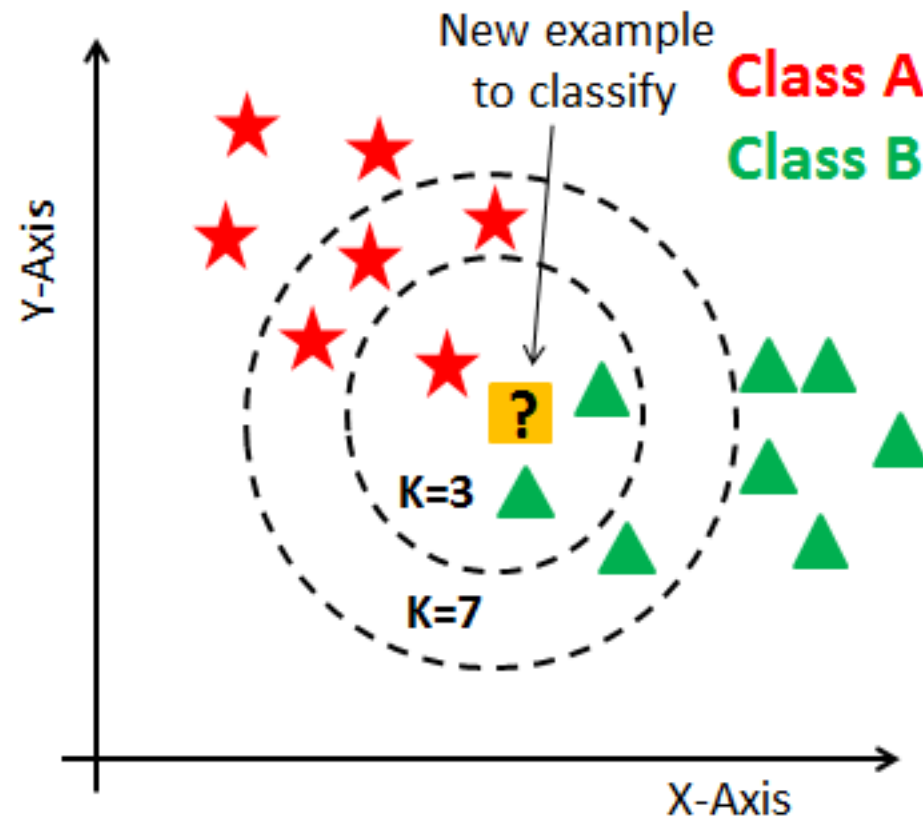 New example
to classify
Class A
Class B
Y-Axis
?
K=3
K=7
X-Axis